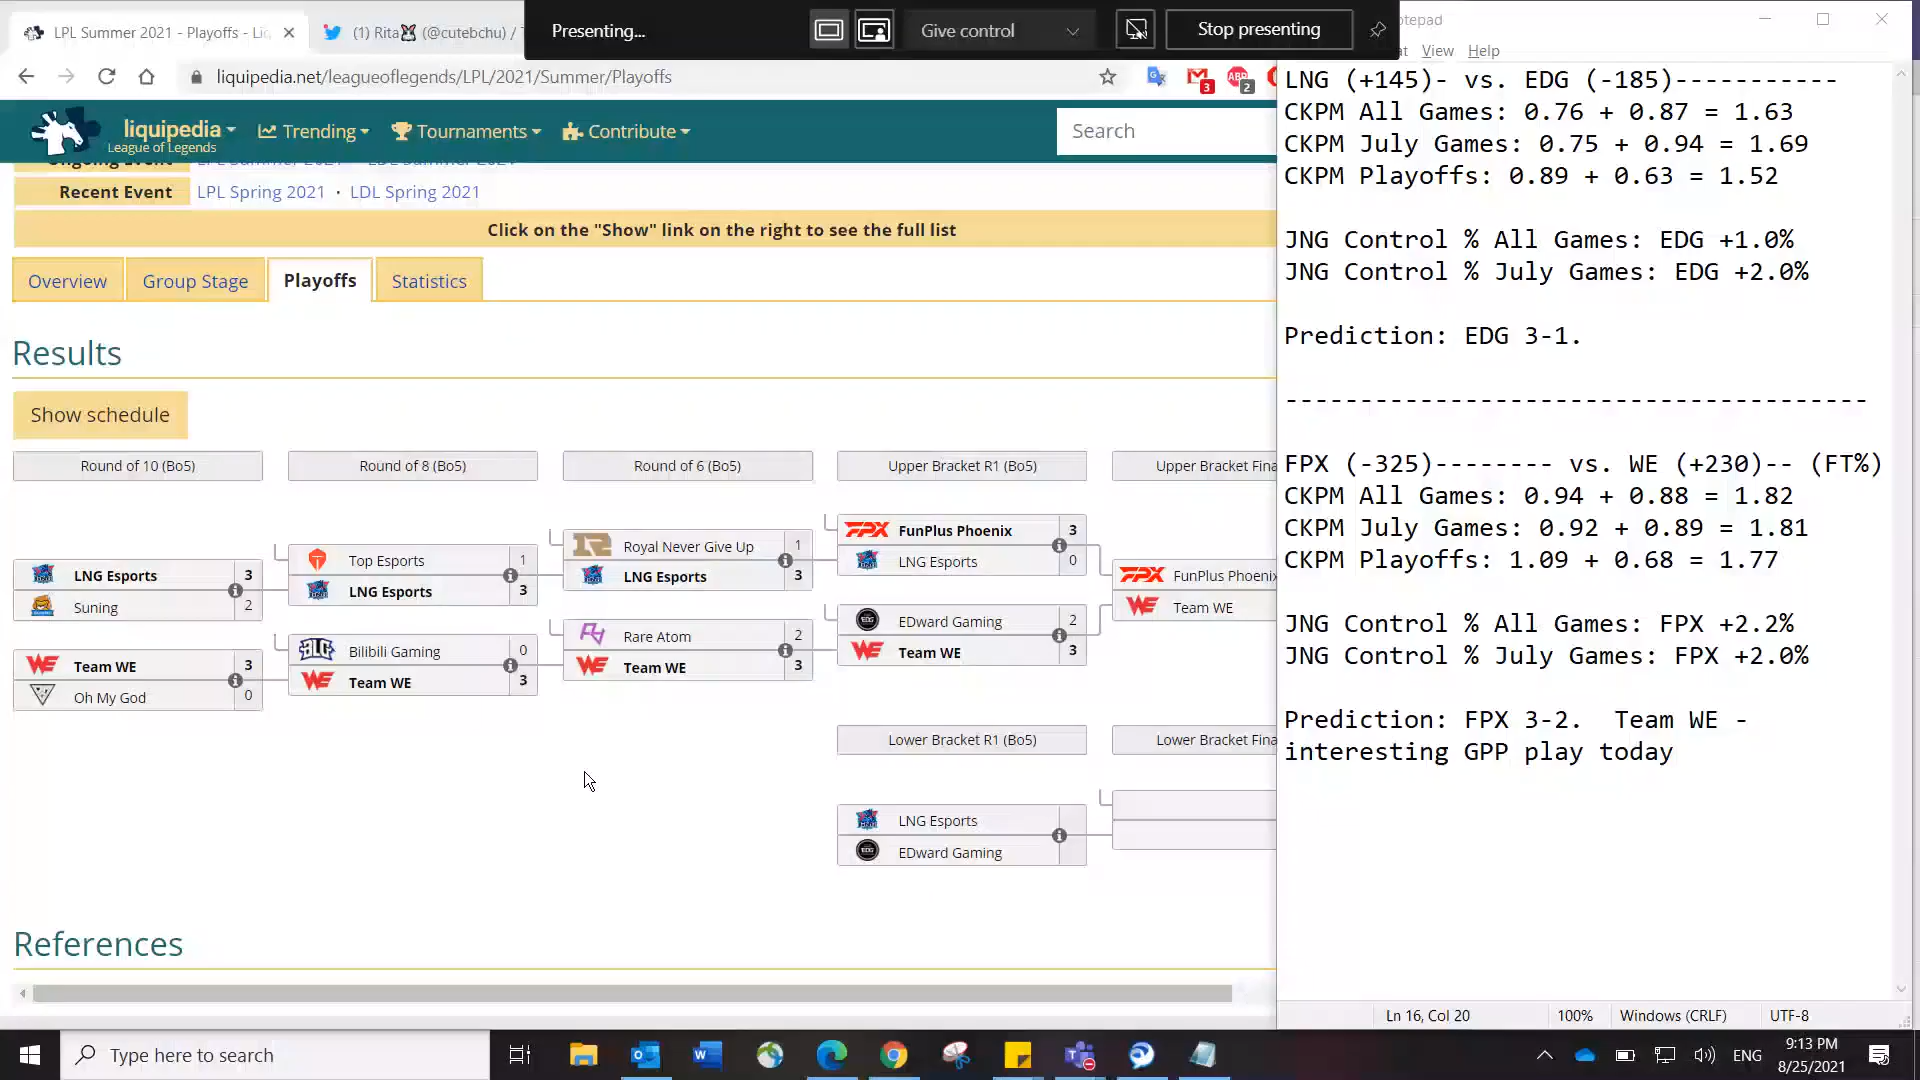 LPL Summer 2021 - Playoffs - Liq
(1) Rita (@cutebchu) / T
Presenting...
Give control
Stop presenting
otepad
liquipedia.net/leagueoflegends/LPL/2021/Summer/Playoffs
3
ABP
2
View Help
liquipedia
League of Legends
Trending
Tournaments
Contribute
Search
Recent Event
LPL Spring 2021 • LDL Spring 2021
Click on the "Show" link on the right to see the full list
Overview
Group Stage
Playoffs
Statistics
Results
Show schedule
Round of 10 (Bo5)
Round of 8 (Bo5)
Round of 6 (Bo5)
Upper Bracket R1 (Bo5)
Upper Bracket Fina
LNG Esports 3
Suning 2
Team WE 3
Oh My God 0
Top Esports 1
LNG Esports 3
Bilibili Gaming 0
Team WE 3
Royal Never Give Up 1
LNG Esports 3
Rare Atom 2
Team WE 3
FPX FunPlus Phoenix 3
LNG Esports 0
EDward Gaming 2
Team WE 3
FPX FunPlus Phoenix
Team WE
Lower Bracket R1 (Bo5)
Lower Bracket Fina
LNG Esports
EDward Gaming
References
LNG (+145)- vs. EDG (-185)-----------
CKPM All Games: 0.76 + 0.87 = 1.63
CKPM July Games: 0.75 + 0.94 = 1.69
CKPM Playoffs: 0.89 + 0.63 = 1.52
JNG Control % All Games: EDG +1.0%
JNG Control % July Games: EDG +2.0%
Prediction: EDG 3-1.
---------------------------------------
FPX (-325)-------- vs. WE (+230)-- (FT%)
CKPM All Games: 0.94 + 0.88 = 1.82
CKPM July Games: 0.92 + 0.89 = 1.81
CKPM Playoffs: 1.09 + 0.68 = 1.77
JNG Control % All Games: FPX +2.2%
JNG Control % July Games: FPX +2.0%
Prediction: FPX 3-2.  Team WE -
interesting GPP play today
Ln 16, Col 20
100%
Windows (CRLF)
UTF-8
Type here to search
ENG
9:13 PM
8/25/2021